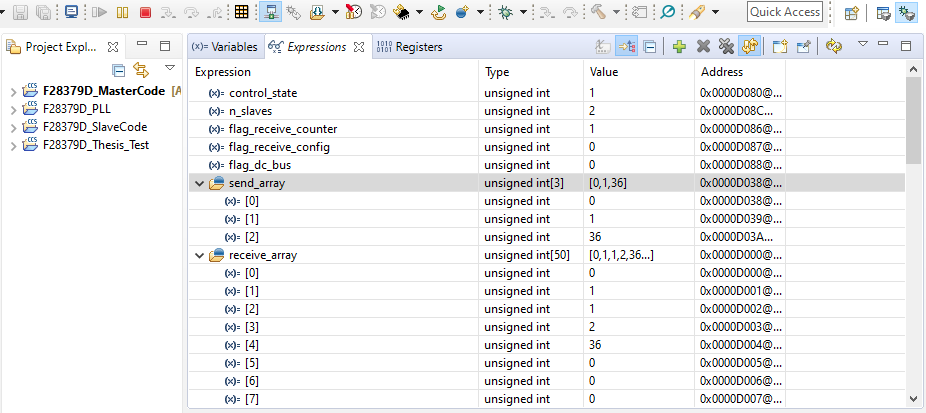 Quick Access
Project Expl...
(x)= Variables Expressions 1010 0101 Registers
Expression Type Value Address
F28379D_MasterCode [A
F28379D_PLL
F28379D_SlaveCode
F28379D_Thesis_Test
(x)= control_state unsigned int 1 0x0000D080@...
(x)= n_slaves unsigned int 2 0x0000D08C...
(x)= flag_receive_counter unsigned int 1 0x0000D086@...
(x)= flag_receive_config unsigned int 0 0x0000D087@...
(x)= flag_dc_bus unsigned int 0 0x0000D088@...
send_array unsigned int[3] [0,1,36] 0x0000D038@...
(x)= [0] unsigned int 0 0x0000D038@...
(x)= [1] unsigned int 1 0x0000D039@...
(x)= [2] unsigned int 36 0x0000D03A...
receive_array unsigned int[50] [0,1,1,2,36...] 0x0000D000@...
(x)= [0] unsigned int 0 0x0000D000@...
(x)= [1] unsigned int 1 0x0000D001@...
(x)= [2] unsigned int 1 0x0000D002@...
(x)= [3] unsigned int 2 0x0000D003@...
(x)= [4] unsigned int 36 0x0000D004@...
(x)= [5] unsigned int 0 0x0000D005@...
(x)= [6] unsigned int 0 0x0000D006@...
(x)= [7] unsigned int 0 0x0000D007@...